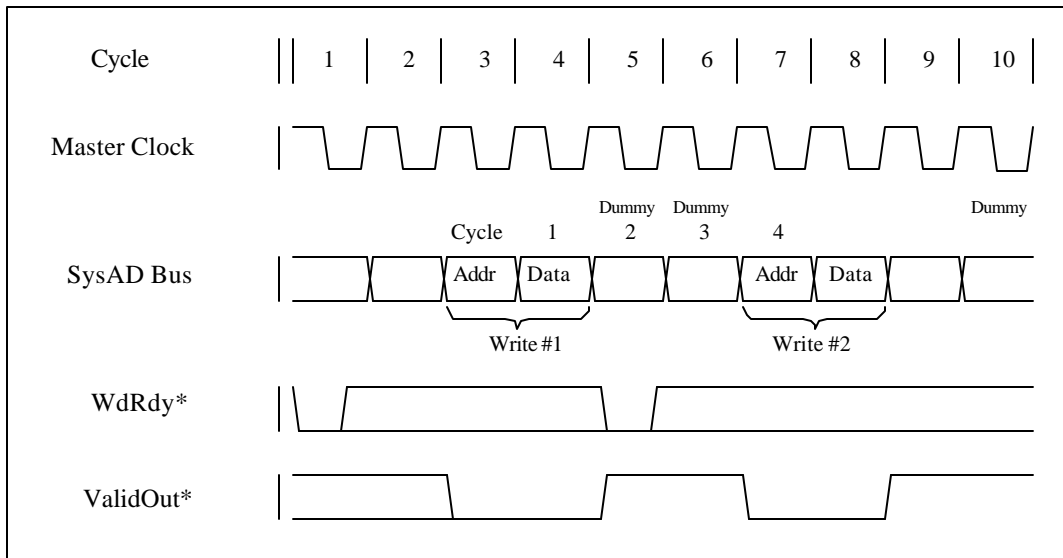 Cycle 1 2 3 4 5 6 7 8 9 10
Master Clock
Dummy Dummy Dummy
Cycle 1 2 3 4
SysAD Bus Addr Data Addr Data
Write #1 Write #2
WdRdy*
ValidOut*